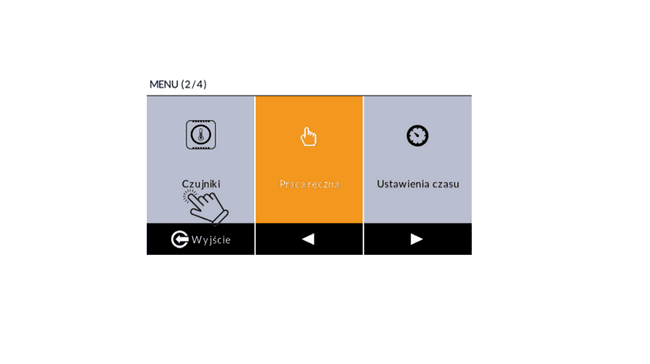 MENU (2/4)
Czujniki
Praca ręczna
Ustawienia czasu
Wyjście